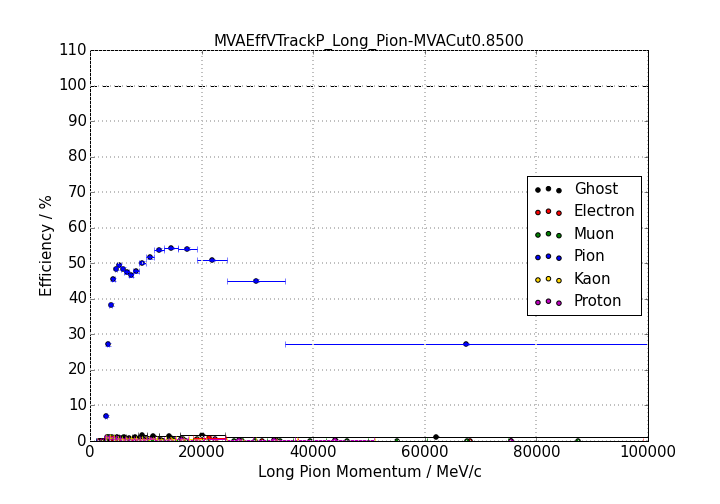 MVAEffVTrackP_Long_Pion-MVACut0.8500
110
100
90
80
70
60
50
40
30
20
10
0
Efficiency / %
Ghost
Electron
Muon
Pion
Kaon
Proton
0 20000 40000 60000 80000 100000
Long Pion Momentum / MeV/c